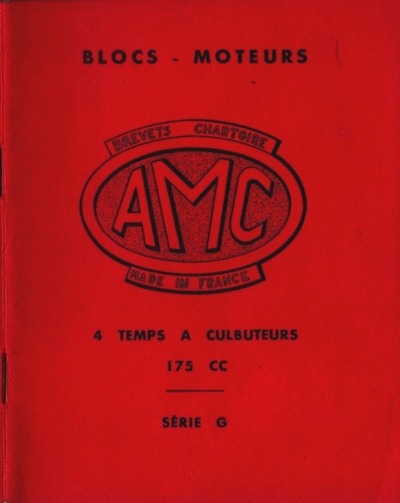 BLOCS - MOTEURS
BREVETS CHARTOIRE
AMC
MADE IN FRANCE
4 TEMPS A CULBUTEURS
175 CC
SÉRIE G